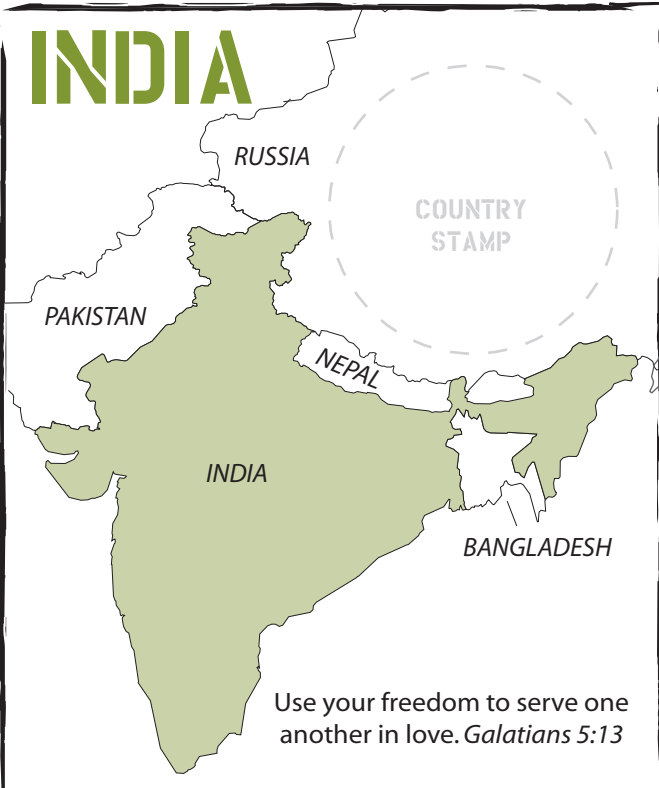 INDIA
RUSSIA
COUNTRY
STAMP
PAKISTAN
NEPAL
INDIA
BANGLADESH
Use your freedom to serve one
another in love. Galatians 5:13